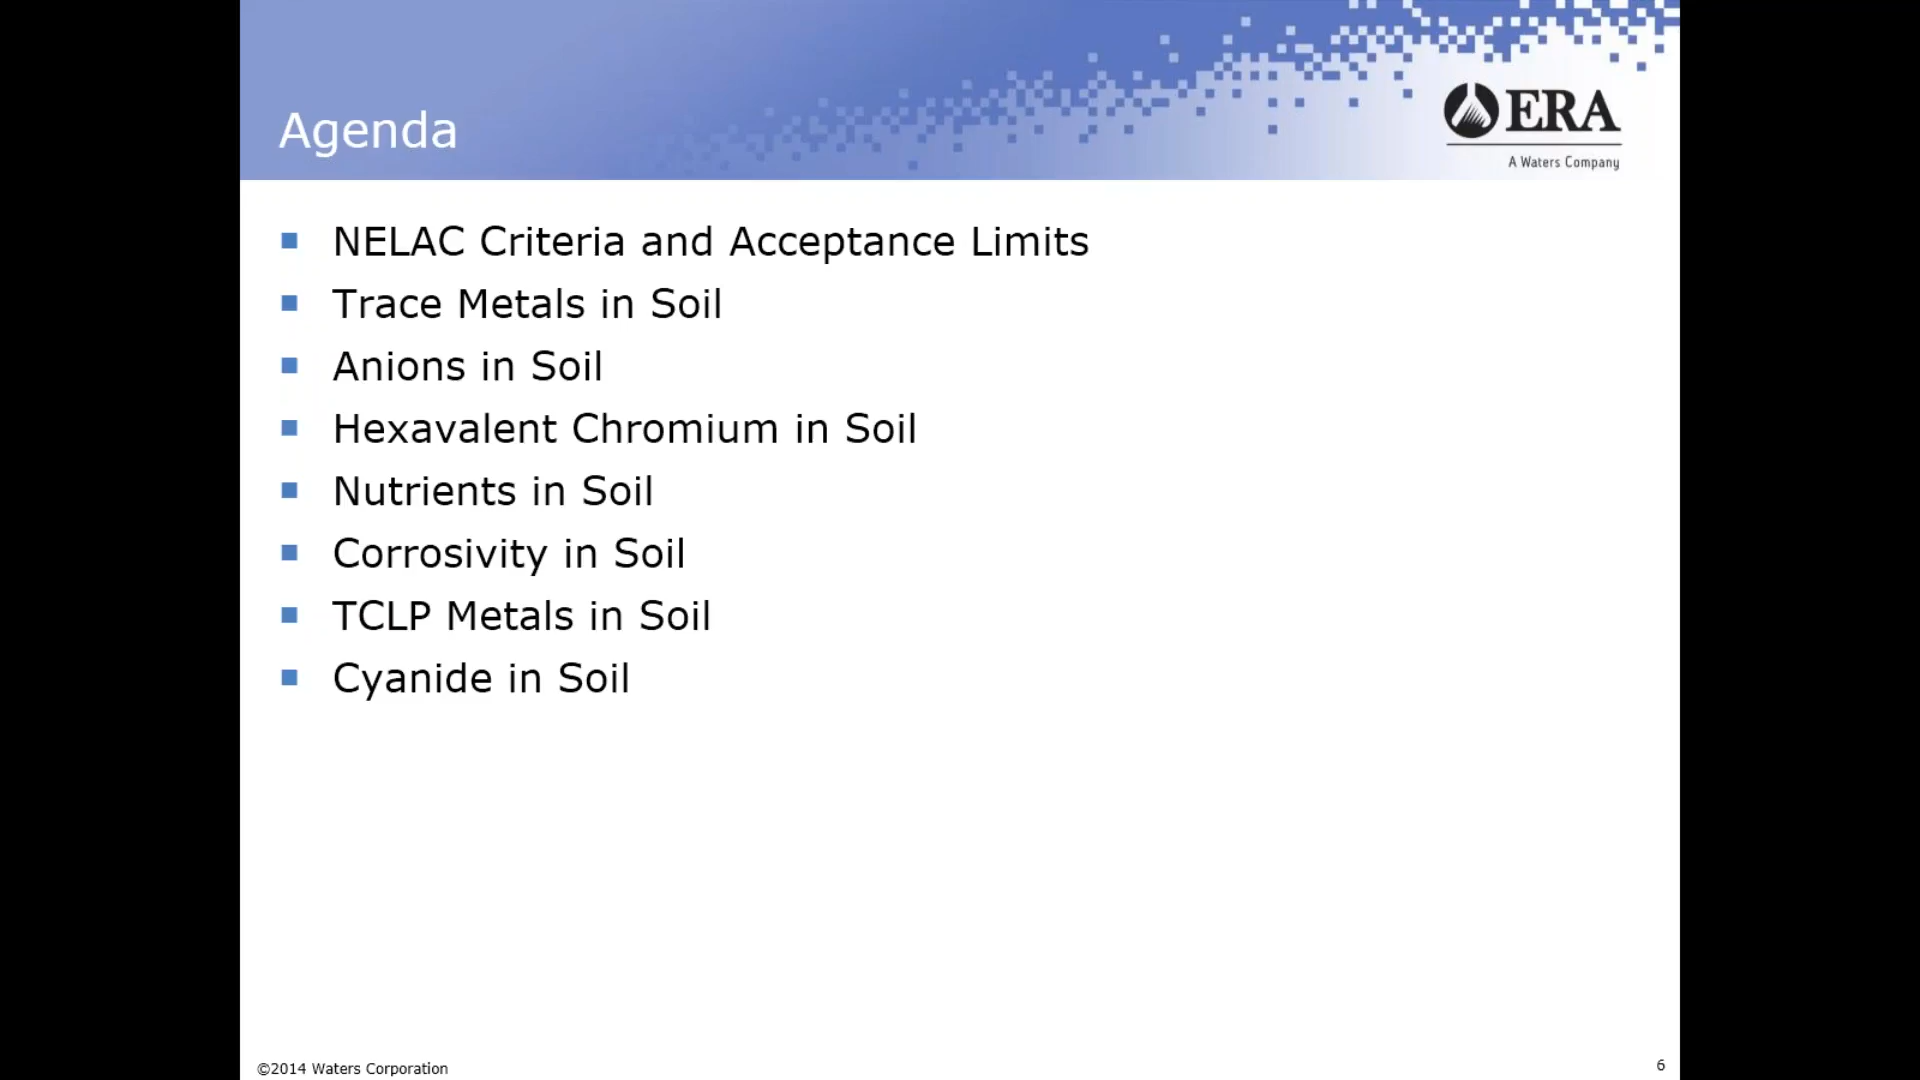 Agenda
ERA
A Waters Company
NELAC Criteria and Acceptance Limits
Trace Metals in Soil
Anions in Soil
Hexavalent Chromium in Soil
Nutrients in Soil
Corrosivity in Soil
TCLP Metals in Soil
Cyanide in Soil
©2014 Waters Corporation
6